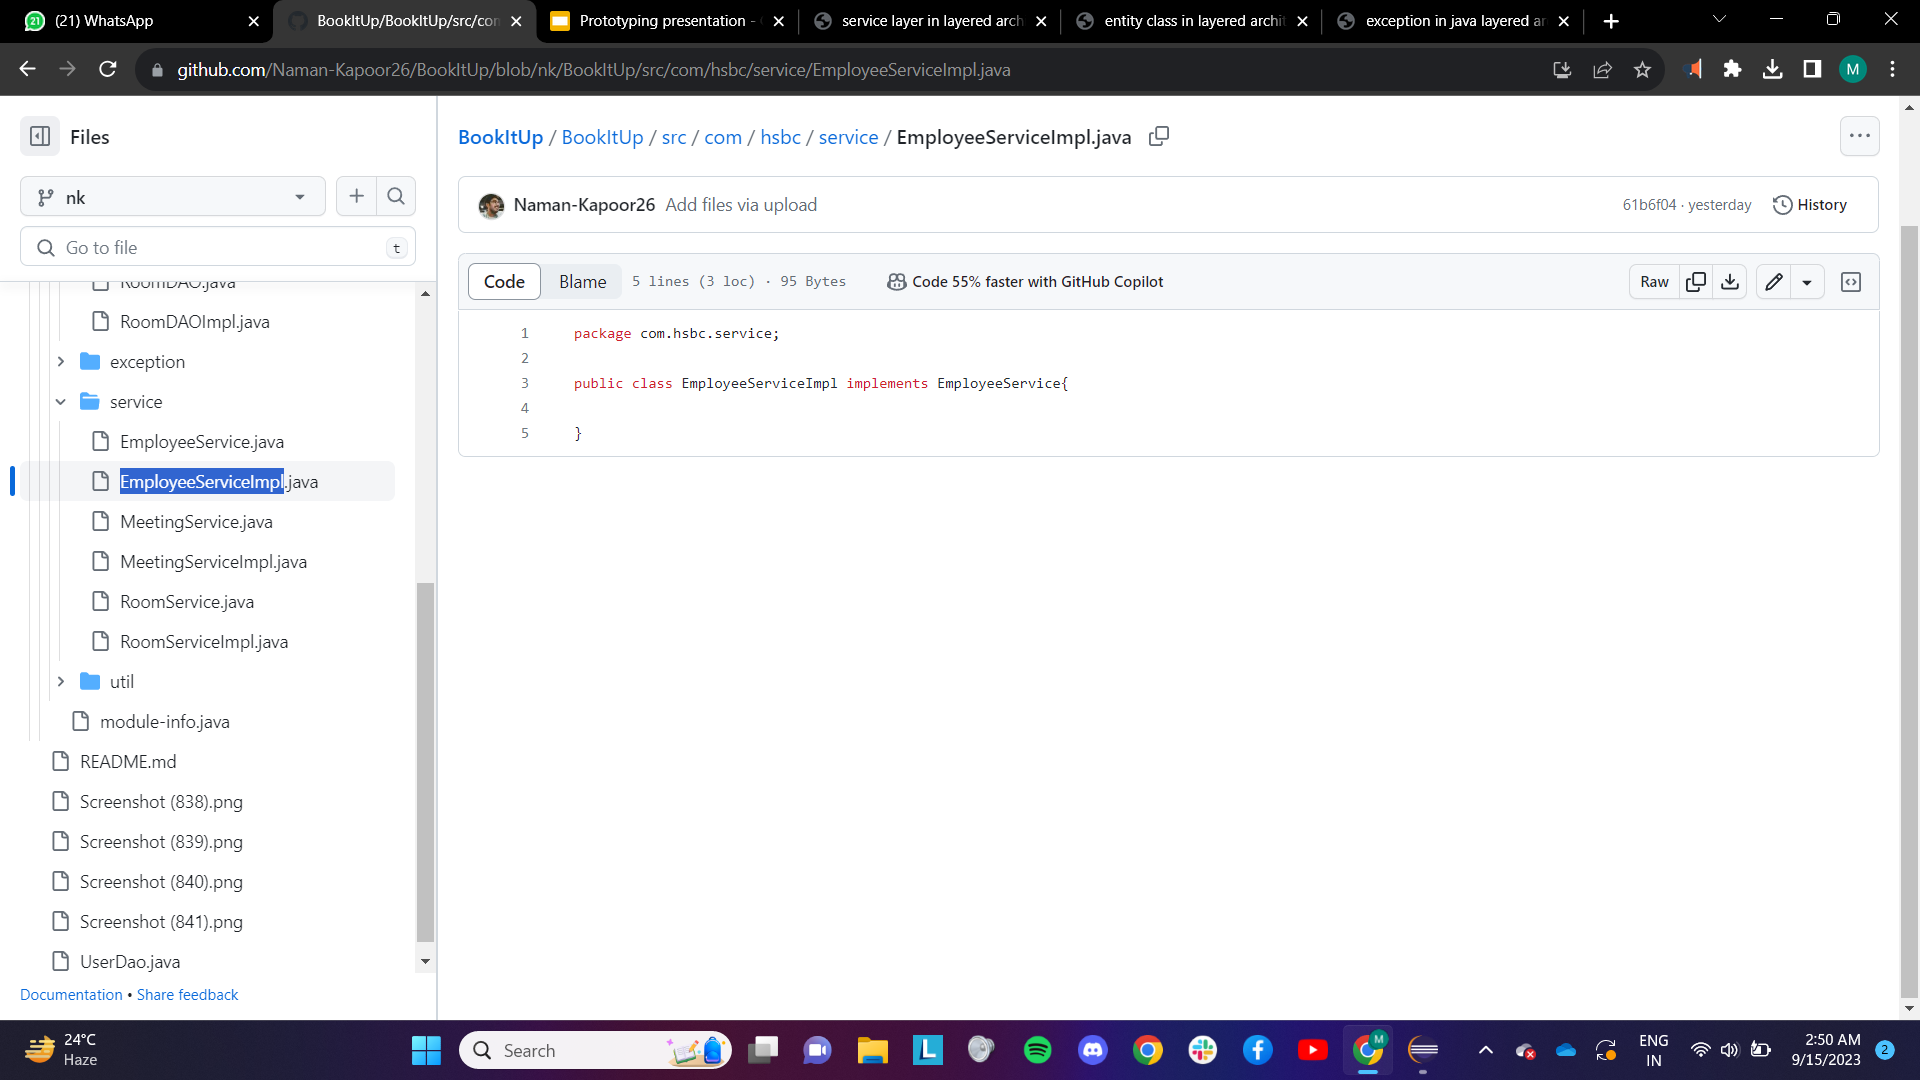 (21) WhatsApp
BookItUp/BookItUp/src/con
Prototyping presentation -
service layer in layered arch
entity class in layered archi
exception in java layered a
github.com/Naman-Kapoor26/BookItUp/blob/nk/BookItUp/src/com/hsbc/service/EmployeeServiceImpl.java
M
Files
BookItUp / BookItUp / src / com / hsbc / service / EmployeeServiceImpl.java
nk
Naman-Kapoor26 Add files via upload
61b6f04 · yesterday
History
Go to file
t
Code
Blame
5 lines (3 loc) · 95 Bytes
Code 55% faster with GitHub Copilot
Raw
1 package com.hsbc.service;
2
3 public class EmployeeServiceImpl implements EmployeeService{
4
5 }
RoomDAO.java
RoomDAOImpl.java
exception
service
EmployeeService.java
EmployeeServiceImpl.java
MeetingService.java
MeetingServiceImpl.java
RoomService.java
RoomServiceImpl.java
util
module-info.java
README.md
Screenshot (838).png
Screenshot (839).png
Screenshot (840).png
Screenshot (841).png
UserDao.java
Documentation • Share feedback
24°C
Haze
Search
L
M
ENG
IN
2:50 AM
9/15/2023
2